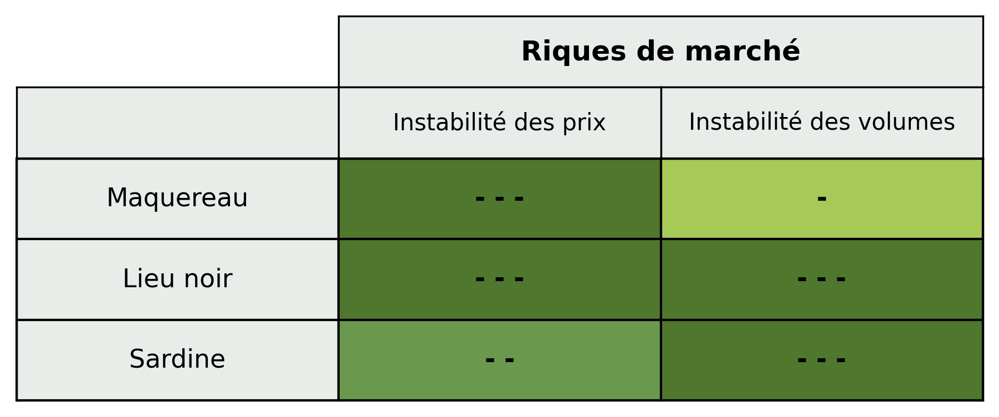 Riques de marché
Instabilité des prix Instabilité des volumes
Maquereau - - - -
Lieu noir - - - - - -
Sardine - - - - -